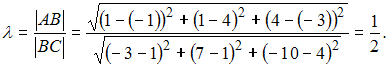 λ = |AB| / |BC| = √((1 − (−1))² + (1 − 4)² + (4 − (−3))²) / √((−3 − 1)² + (7 − 1)² + (−10 − 4)²) = 1/2.